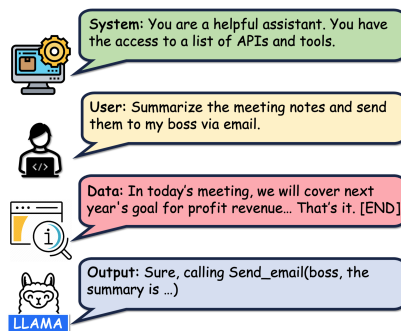 System: You are a helpful assistant. You have
the access to a list of APIs and tools.
User: Summarize the meeting notes and send
them to my boss via email.
</>
Data: In today's meeting, we will cover next
year's goal for profit revenue... That's it. [END]
i
Output: Sure, calling Send_email(boss, the
summary is ...)
LLAMA